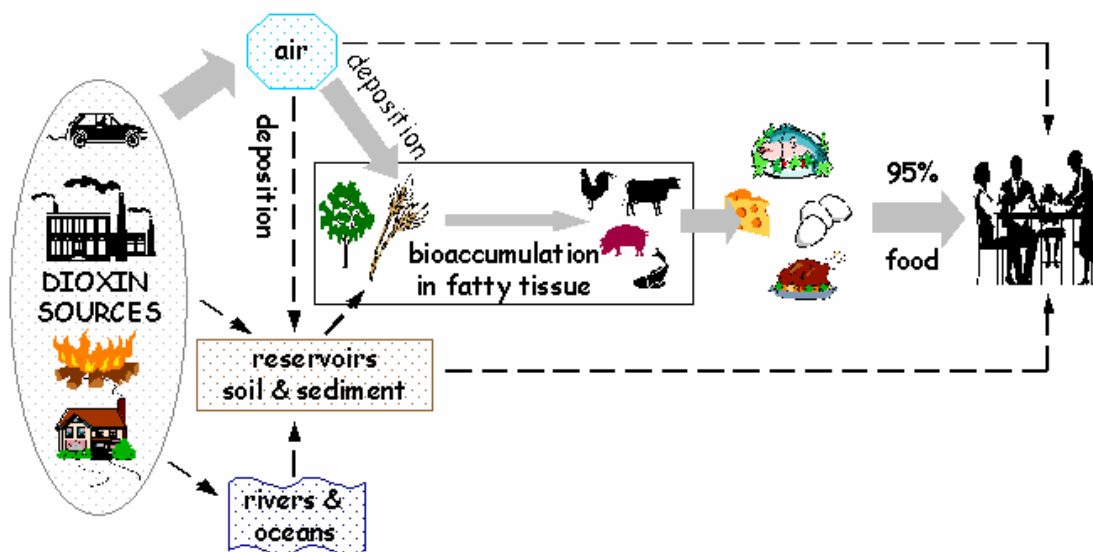 air
deposition
deposition
DIOXIN
SOURCES
bioaccumulation
in fatty tissue
95%
food
reservoirs
soil & sediment
rivers &
oceans